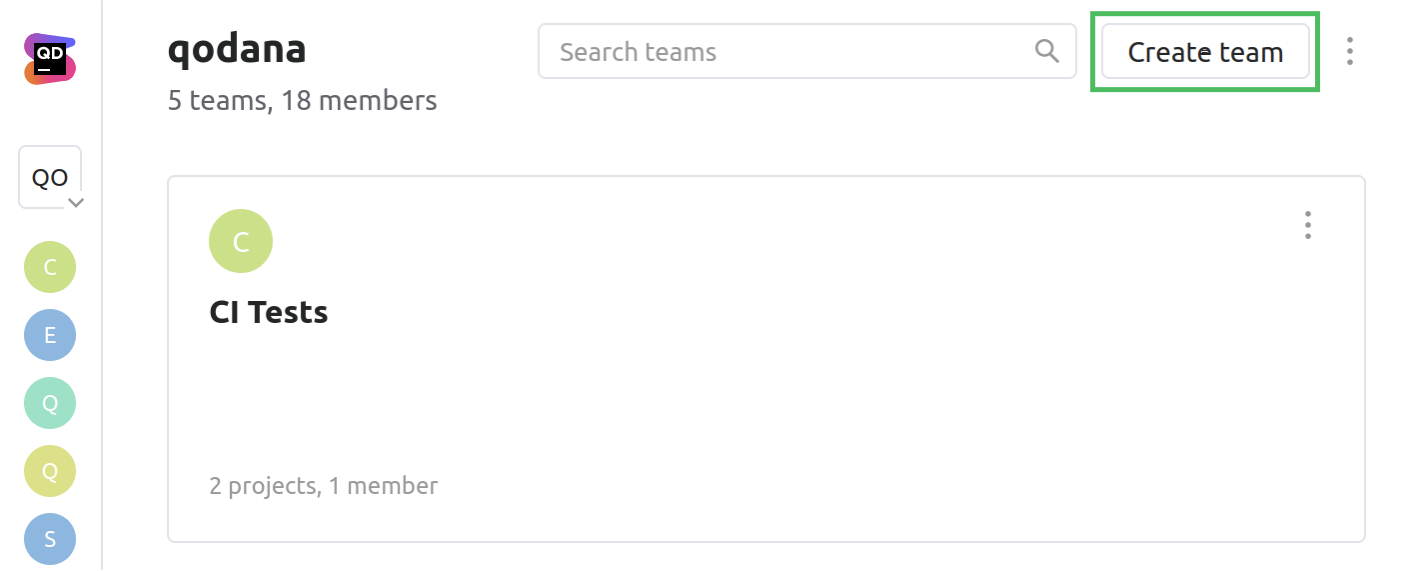 QD
qodana
Search teams
Create team
5 teams, 18 members
QO
C
E
Q
Q
S
C
CI Tests
2 projects, 1 member